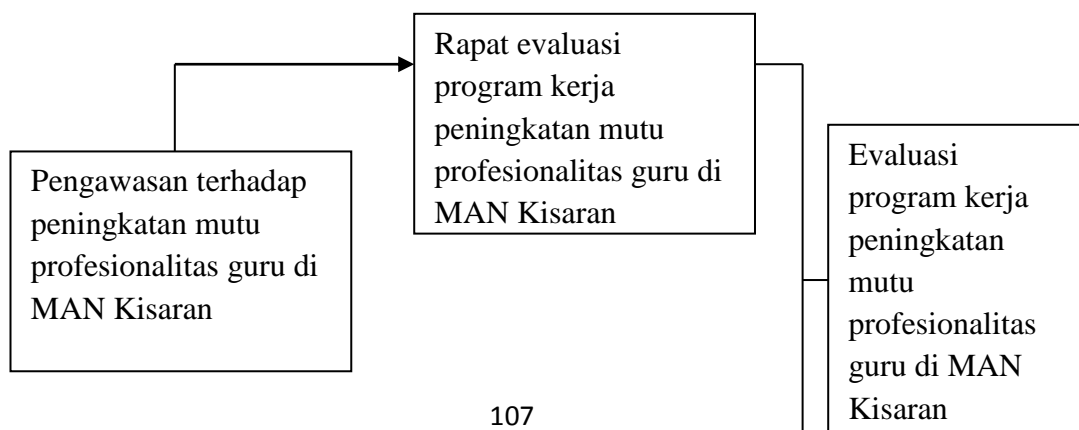 Rapat evaluasi
program kerja
peningkatan mutu
profesionalitas guru di
MAN Kisaran
Pengawasan terhadap
peningkatan mutu
profesionalitas guru di
MAN Kisaran
Evaluasi
program kerja
peningkatan
mutu
profesionalitas
guru di MAN
Kisaran
107